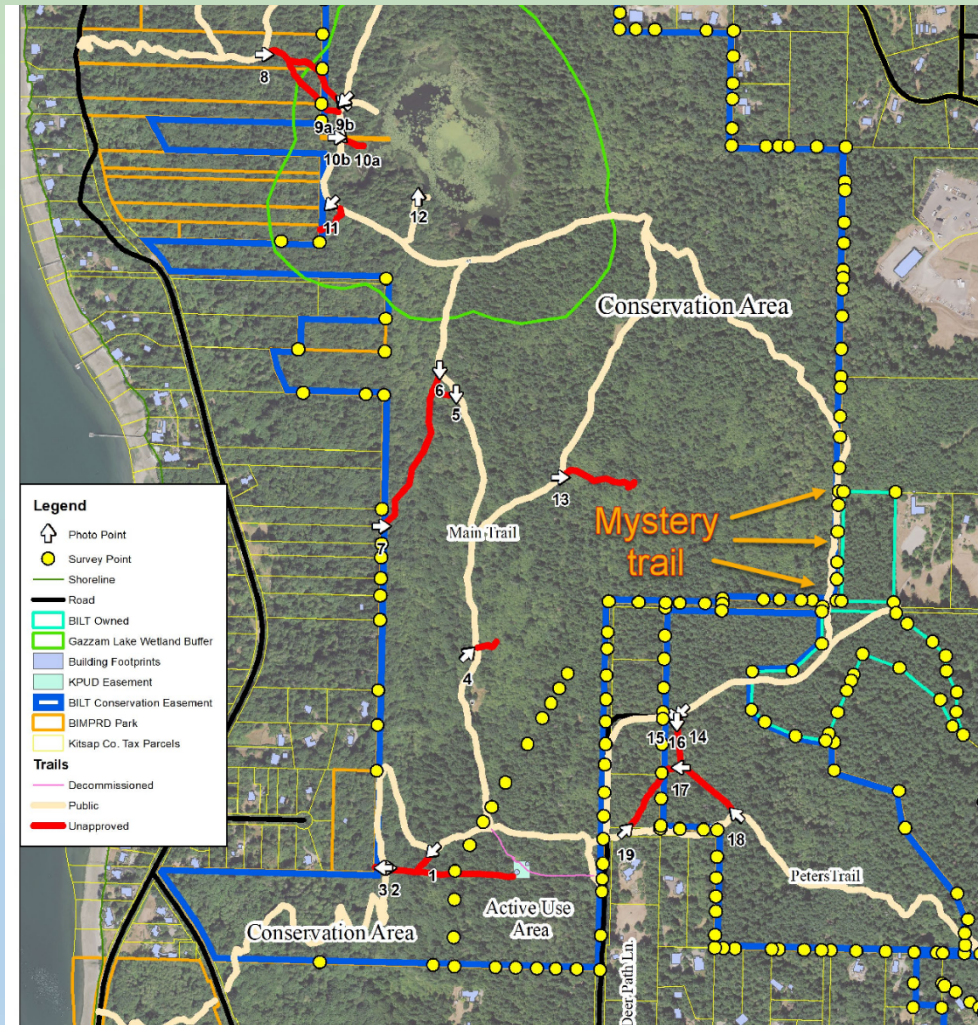 8
9a
9b
10b
10a
11
12
Conservation Area
6
5
13
7
Main Trail
Mystery
trail
4
Legend
Photo Point
Survey Point
Shoreline
Road
BILT Owned
Gazzam Lake Wetland Buffer
Building Footprints
KPUD Easement
BILT Conservation Easement
BIMPRD Park
Kitsap Co. Tax Parcels
Trails
Decommissioned
Public
Unapproved
15
14
16
17
18
19
1
3
2
Peters Trail
Active Use
Area
Conservation Area
Deer Path Ln.